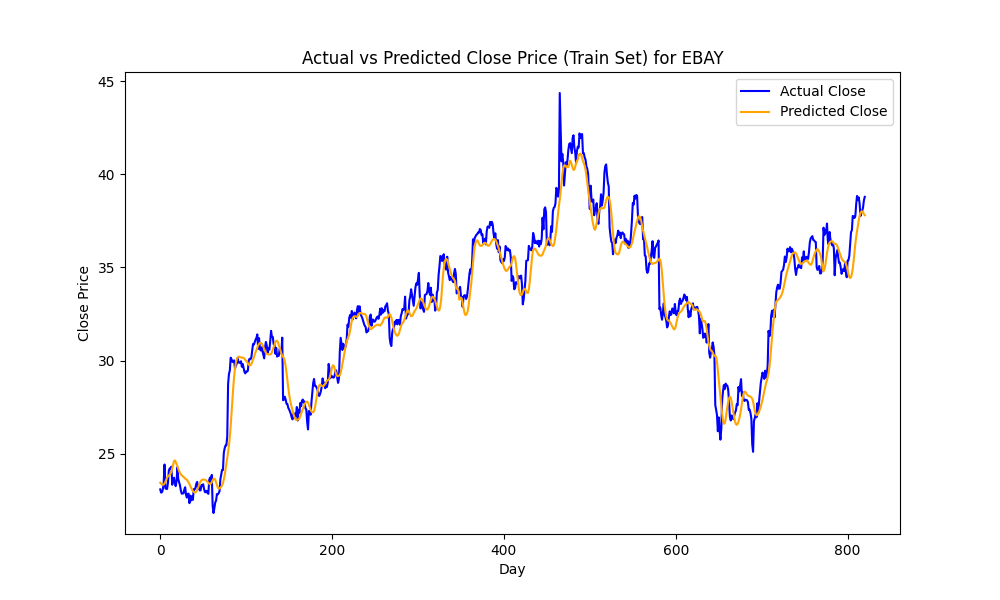 Actual vs Predicted Close Price (Train Set) for EBAY
Actual Close
Predicted Close
45
40
35
30
25
Close Price
0
200
400
600
800
Day